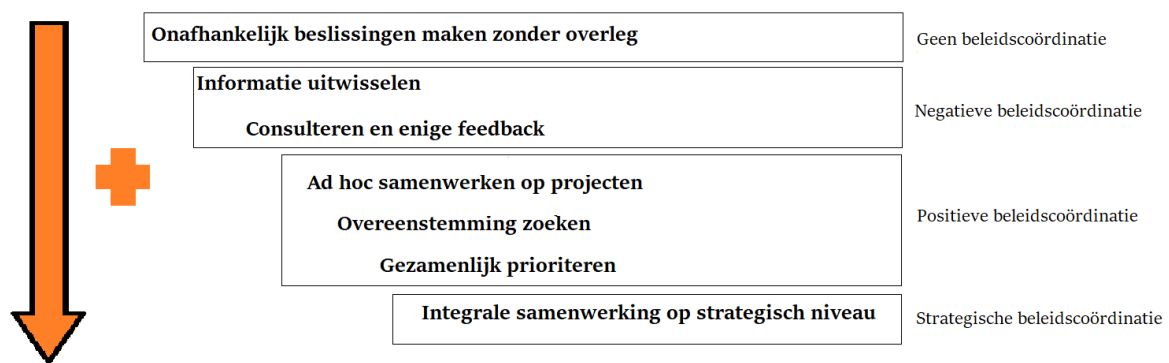 Onafhankelijk beslissingen maken zonder overleg
Geen beleidscoördinatie
Informatie uitwisselen
Consulteren en enige feedback
Negatieve beleidscoördinatie
Ad hoc samenwerken op projecten
Overeenstemming zoeken
Gezamenlijk prioriteren
Positieve beleidscoördinatie
Integrale samenwerking op strategisch niveau
Strategische beleidscoördinatie